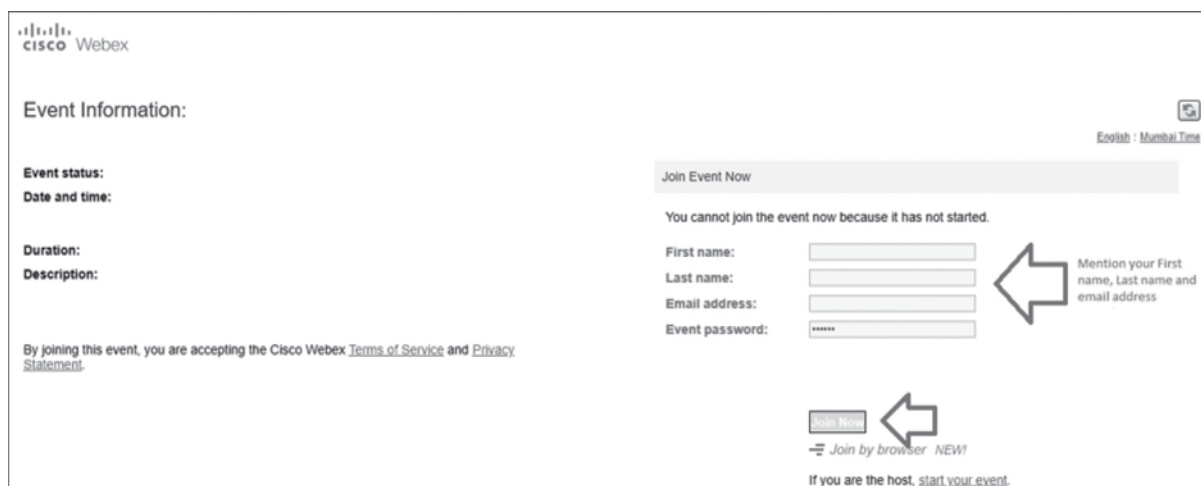 CISCO Webex
Event Information:
English : Mumbai Time
Event status:
Date and time:
Duration:
Description:
By joining this event, you are accepting the Cisco Webex Terms of Service and Privacy
Statement.
Join Event Now
You cannot join the event now because it has not started.
First name:
Last name:
Email address:
Event password: ••••••
Mention your First
name, Last name and
email address
Join Now
Join by browser NEW!
If you are the host, start your event.